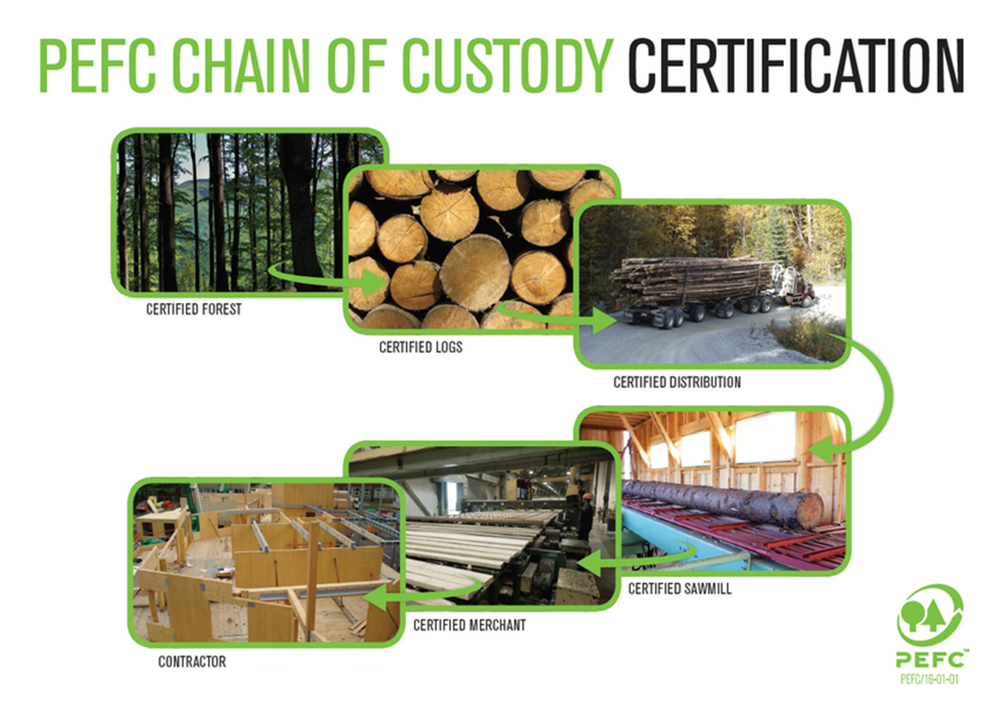 PEFC CHAIN OF CUSTODY CERTIFICATION
CERTIFIED FOREST
CERTIFIED LOGS
CERTIFIED DISTRIBUTION
CERTIFIED SAWMILL
CERTIFIED MERCHANT
CONTRACTOR
PEFC™
PEFC/16-01-01